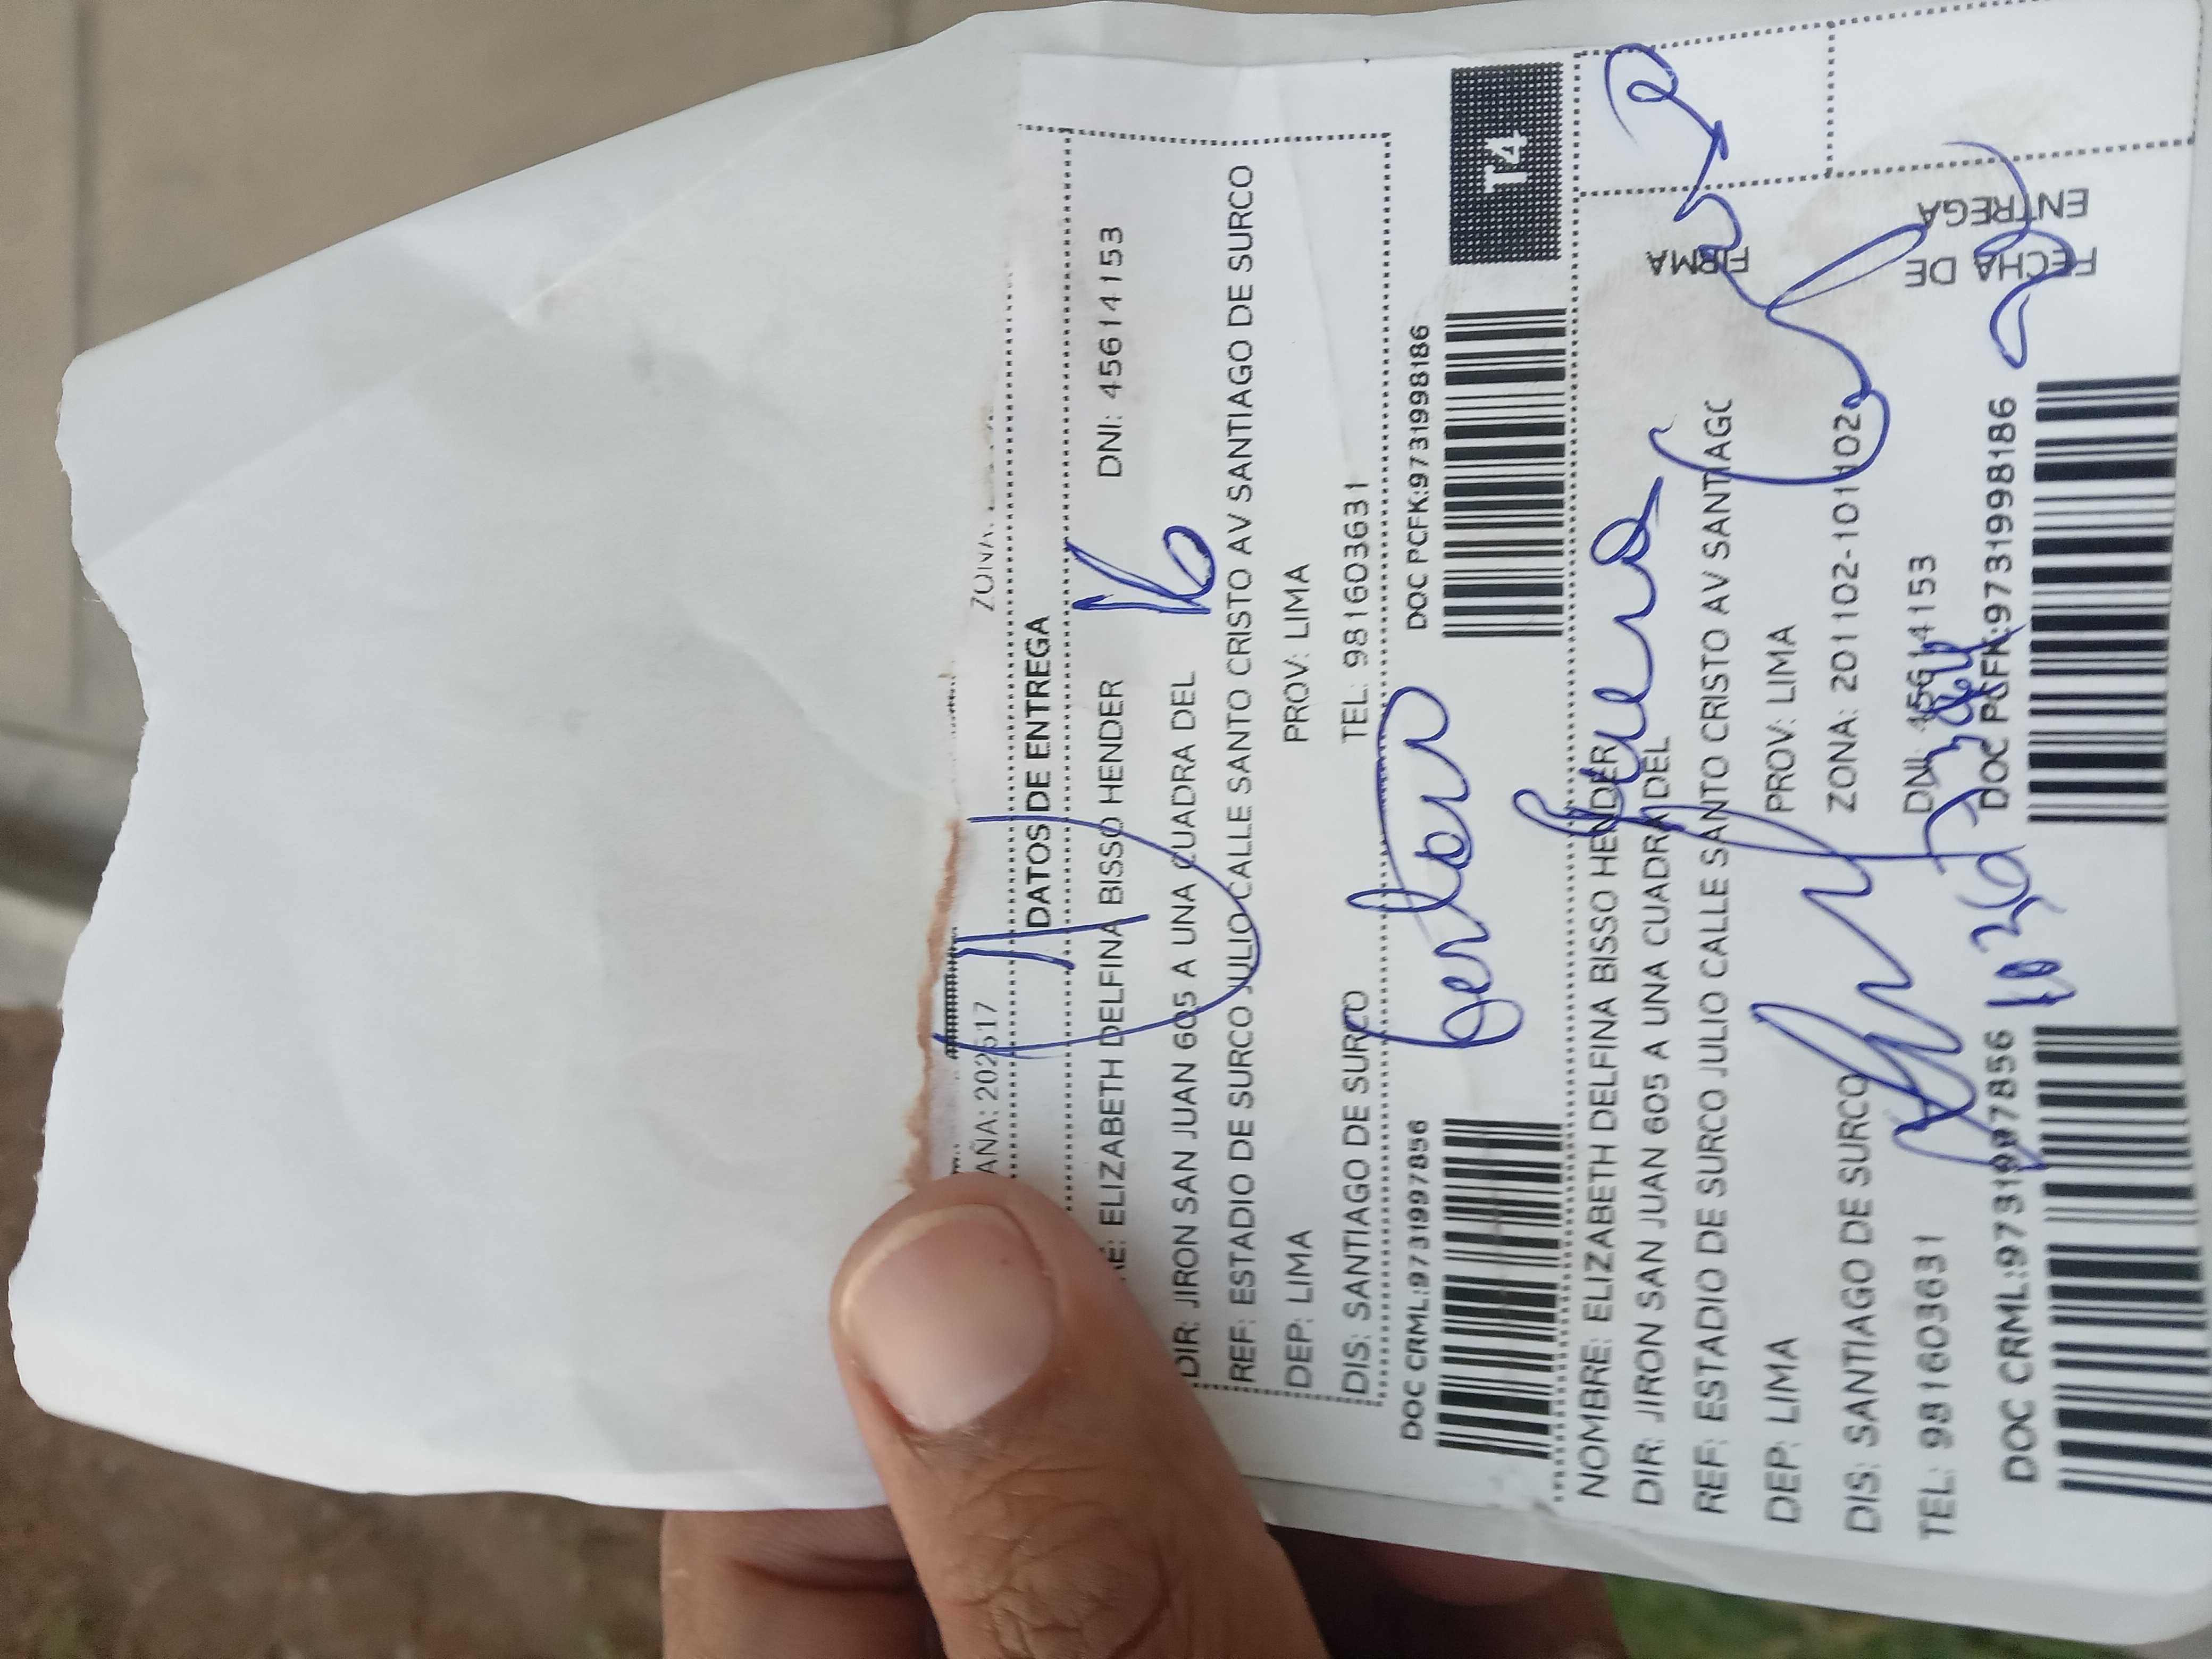 AÑA: 202517
DATOS DE ENTREGA
ELIZABETH DELFINA BISSO HENDER DNI: 45614153
16
DIR: JIRON SAN JUAN 605 A UNA CUADRA DEL
REF: ESTADIO DE SURCO JULIO CALLE SANTO CRISTO AV SANTIAGO DE SURCO
DEP: LIMA PROV: LIMA
DIS: SANTIAGO DE SURCO TEL: 981603631
DOC CRML:9731997856 DOC PCFK:9731998186
T4
NOMBRE: ELIZABETH DELFINA BISSO HENDER
DIR: JIRON SAN JUAN 605 A UNA CUADRA DEL
REF: ESTADIO DE SURCO JULIO CALLE SANTO CRISTO AV SANTIAGO
DEP: LIMA PROV: LIMA
DIS: SANTIAGO DE SURCO ZONA: 201102-101102
TEL: 981603631 DNI: 45614153
DOC CRML:9731997856 DOC PCFK:9731998186
FIRMA
FECHA DE
ENTREGA